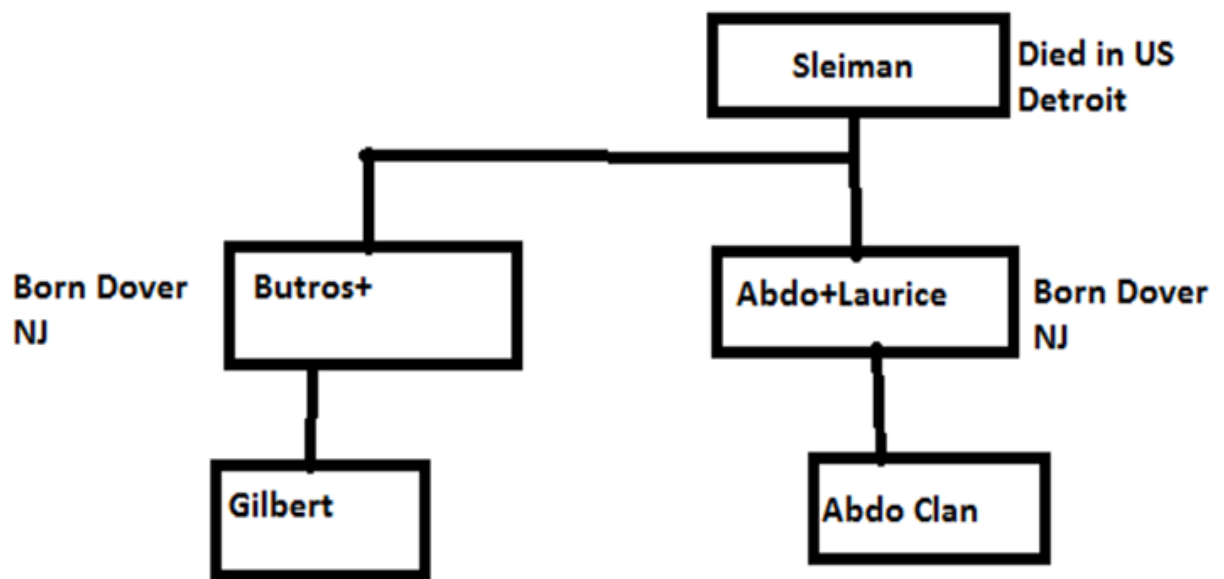 Sleiman
Died in US
Detroit
Born Dover
NJ
Butros+
Abdo+Laurice
Born Dover
NJ
Gilbert
Abdo Clan